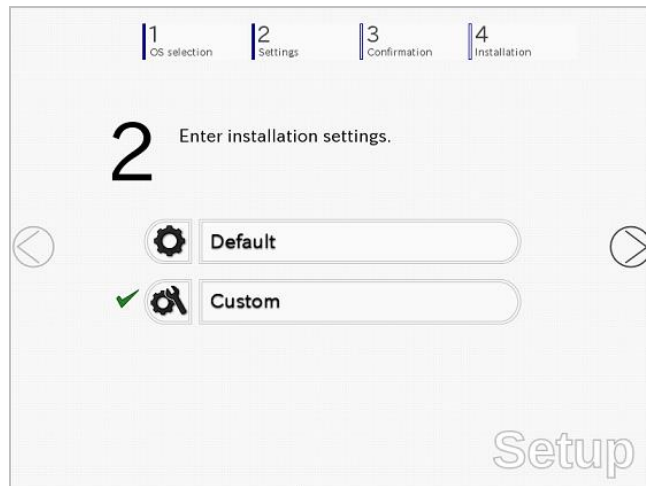 1
OS selection
2
Settings
3
Confirmation
4
Installation
2
Enter installation settings.
Default
Custom
Setup